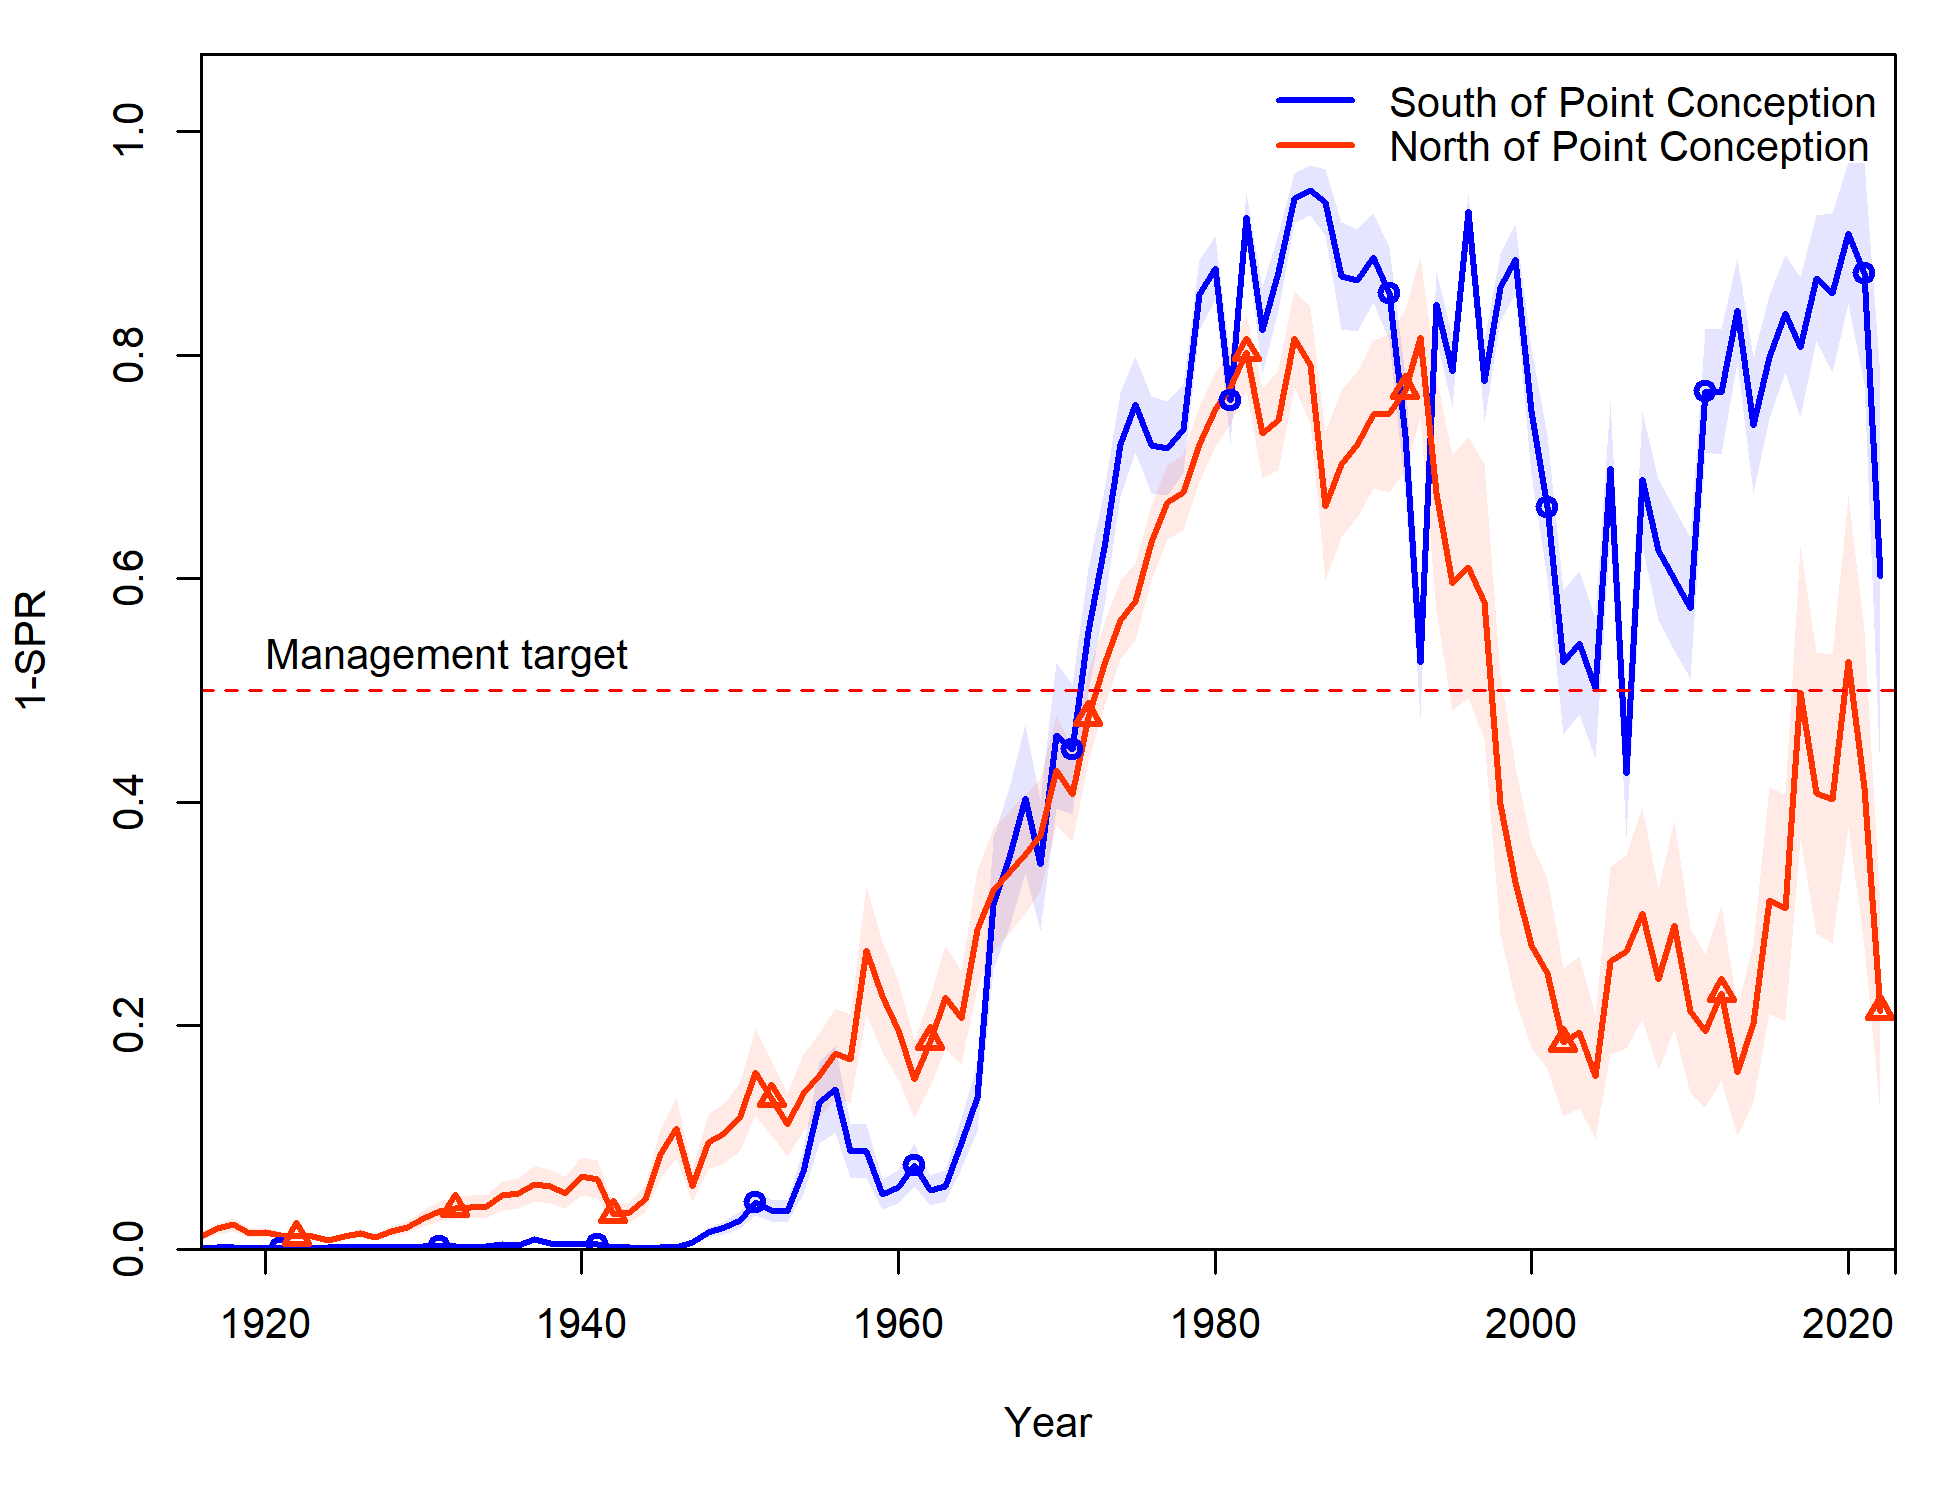 South of Point Conception
North of Point Conception
Management target
1-SPR
0.0
0.2
0.4
0.6
0.8
1.0
1920
1940
1960
1980
2000
2020
Year